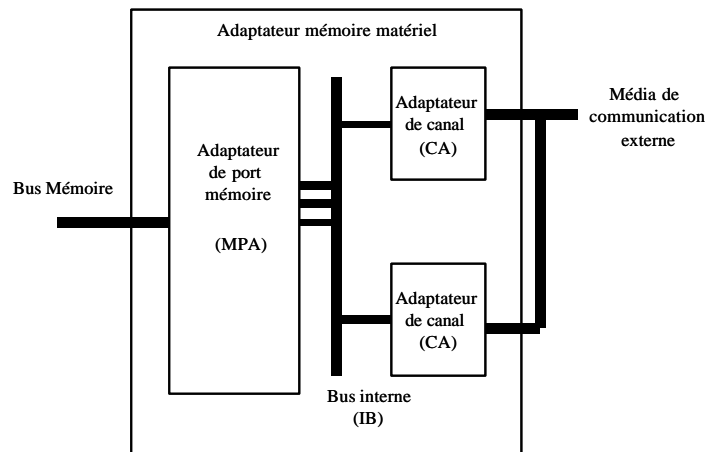 Adaptateur mémoire matériel
Bus Mémoire
Adaptateur
de port
mémoire
(MPA)
Adaptateur
de canal
(CA)
Média de
communication
externe
Adaptateur
de canal
(CA)
Bus interne
(IB)